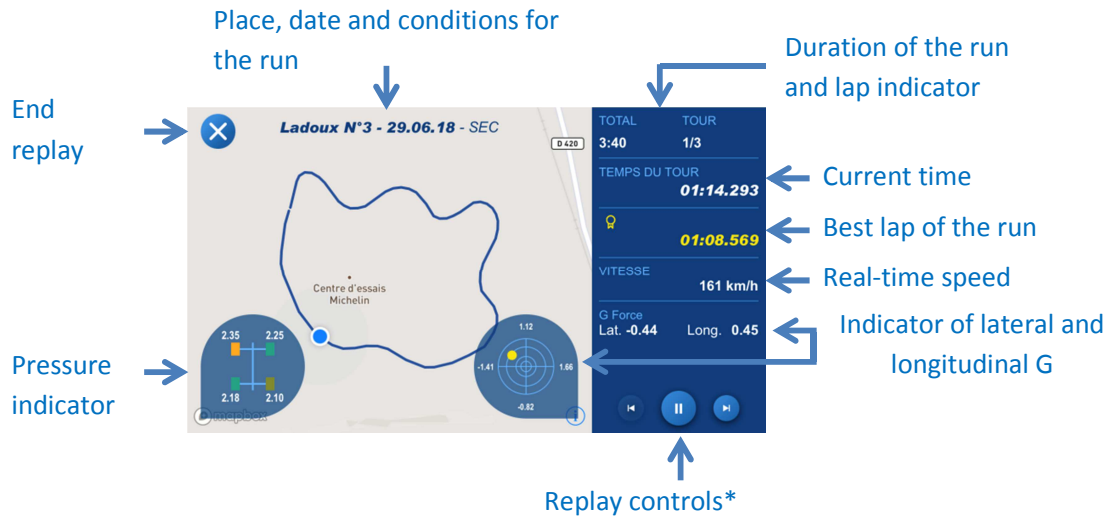 Place, date and conditions for
the run
Duration of the run
and lap indicator
End
replay
Ladoux N°3 - 29.06.18 - SEC
D 420
TOTAL TOUR
3:40 1/3
TEMPS DU TOUR
01:14.293
Current time
01:08.569
Best lap of the run
VITESSE
161 km/h
Real-time speed
G Force
Lat. -0.44 Long. 0.45
Indicator of lateral and
longitudinal G
Centre d'essais
Michelin
Pressure
indicator
2.35 2.25
2.18 2.10
1.12
-1.41 1.66
-0.82
mapbox
i
Replay controls*